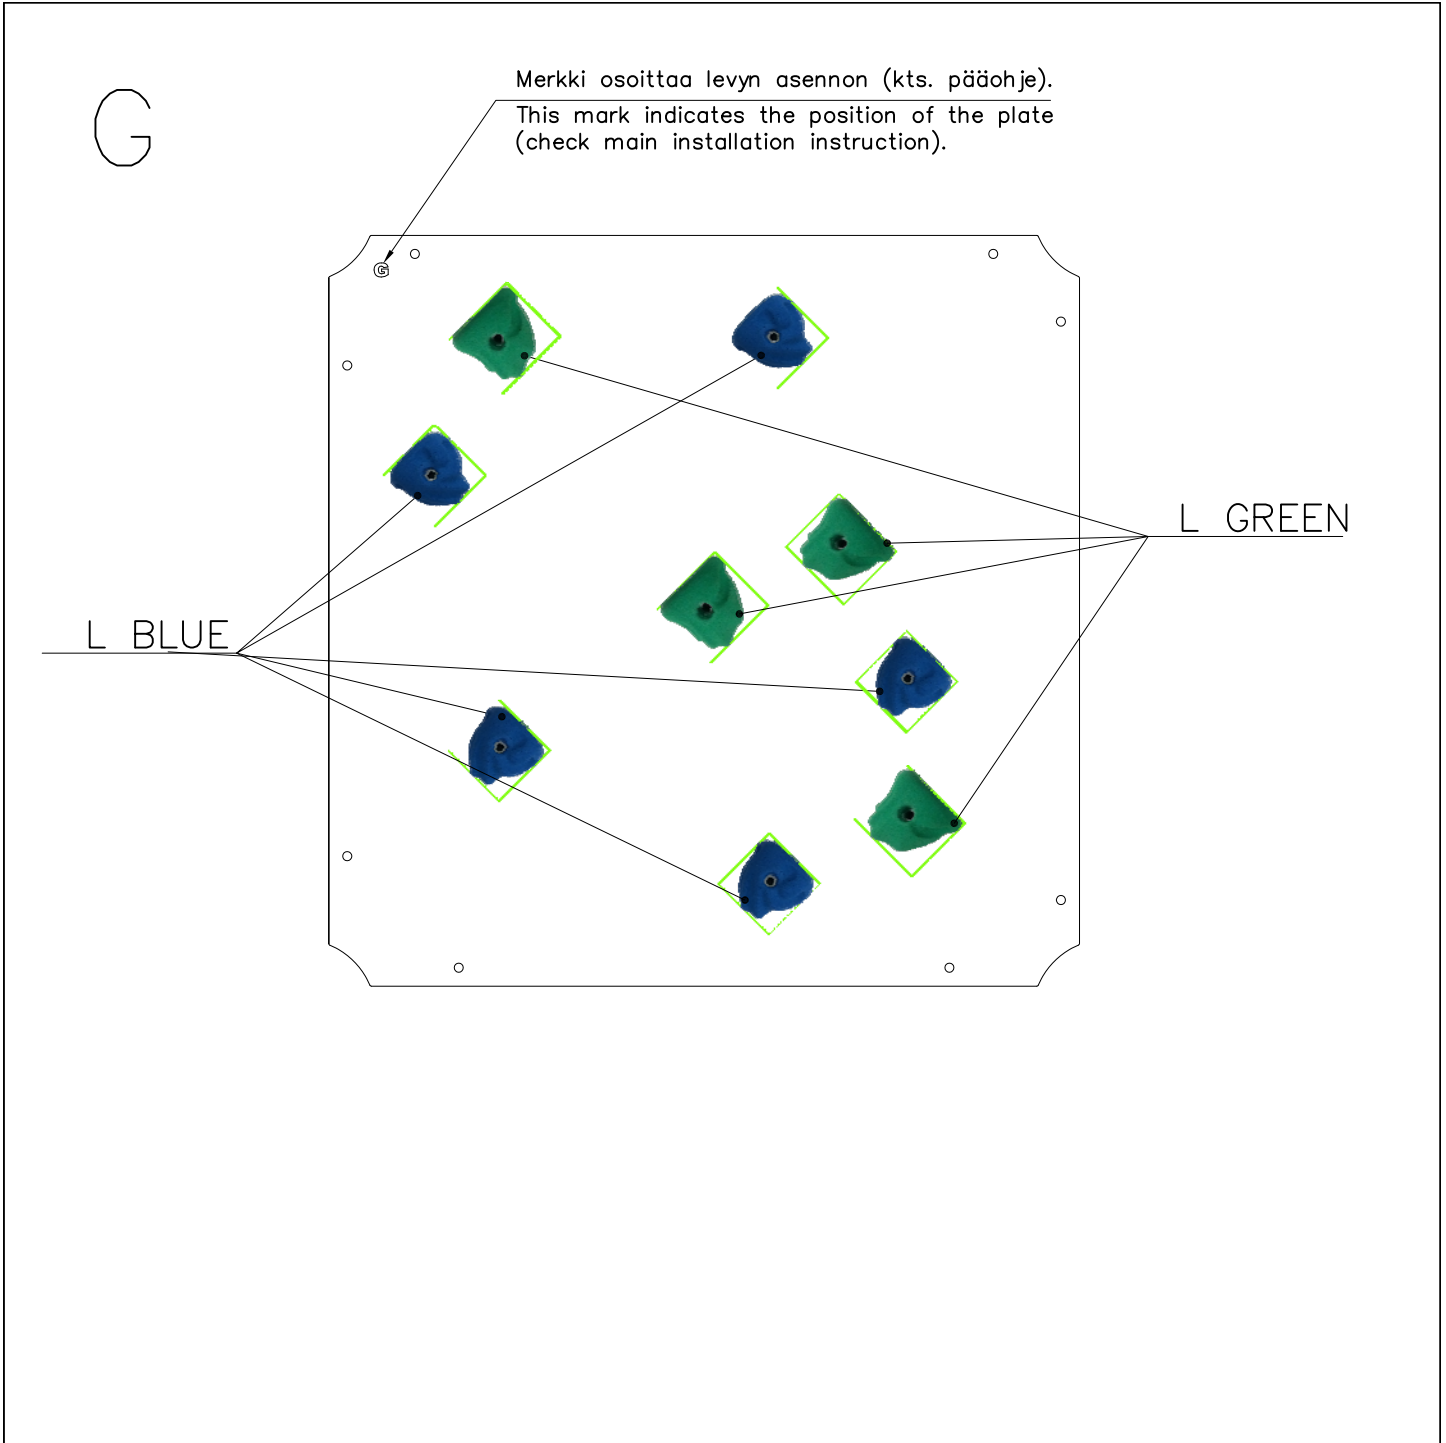 G
Merkki osoittaa levyn asennon (kts. pääohje).
This mark indicates the position of the plate
(check main installation instruction).
G
L GREEN
L BLUE